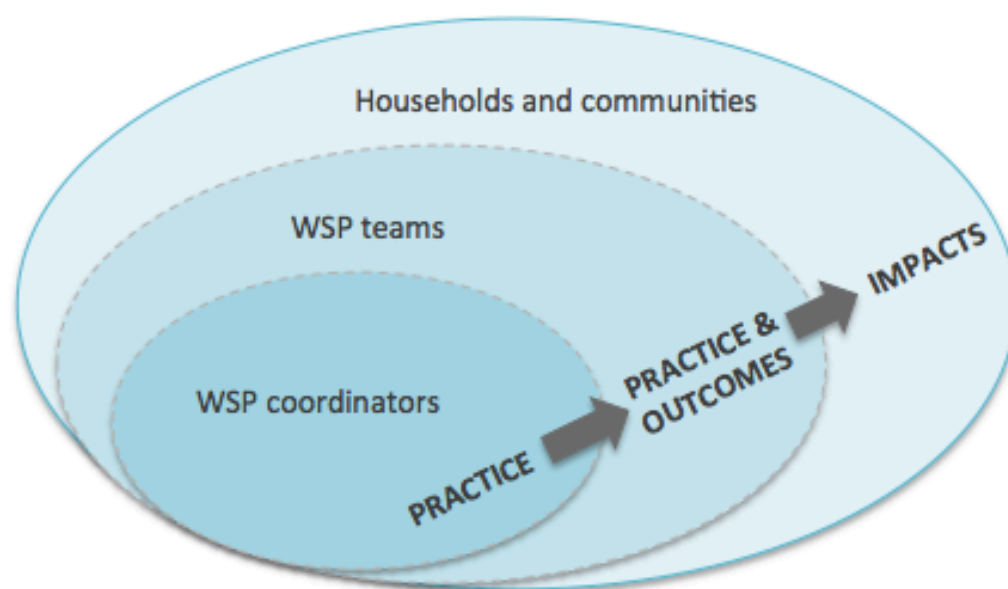 Households and communities
WSP teams
WSP coordinators
PRACTICE
PRACTICE &
OUTCOMES
IMPACTS